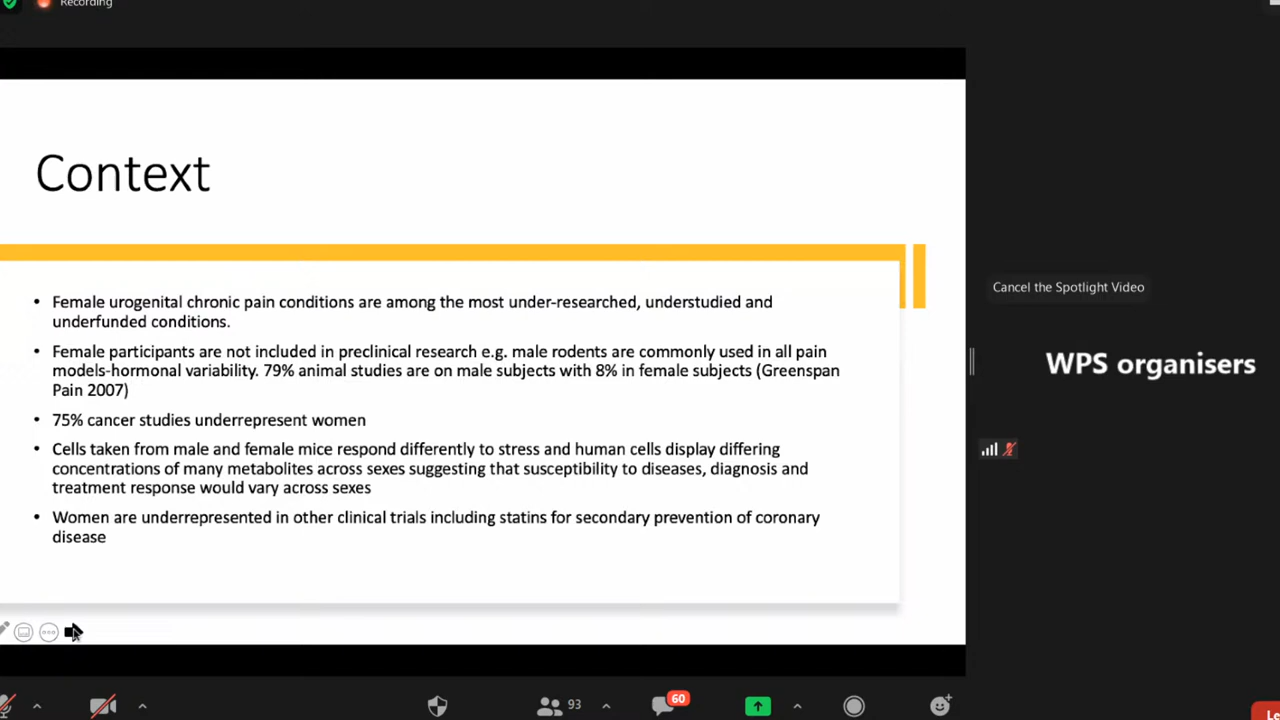 Recording
Context
• Female urogenital chronic pain conditions are among the most under-researched, understudied and
underfunded conditions.
• Female participants are not included in preclinical research e.g. male rodents are commonly used in all pain
models-hormonal variability. 79% animal studies are on male subjects with 8% in female subjects (Greenspan
Pain 2007)
• 75% cancer studies underrepresent women
• Cells taken from male and female mice respond differently to stress and human cells display differing
concentrations of many metabolites across sexes suggesting that susceptibility to diseases, diagnosis and
treatment response would vary across sexes
• Women are underrepresented in other clinical trials including statins for secondary prevention of coronary
disease
Cancel the Spotlight Video
WPS organisers
93
60
Le